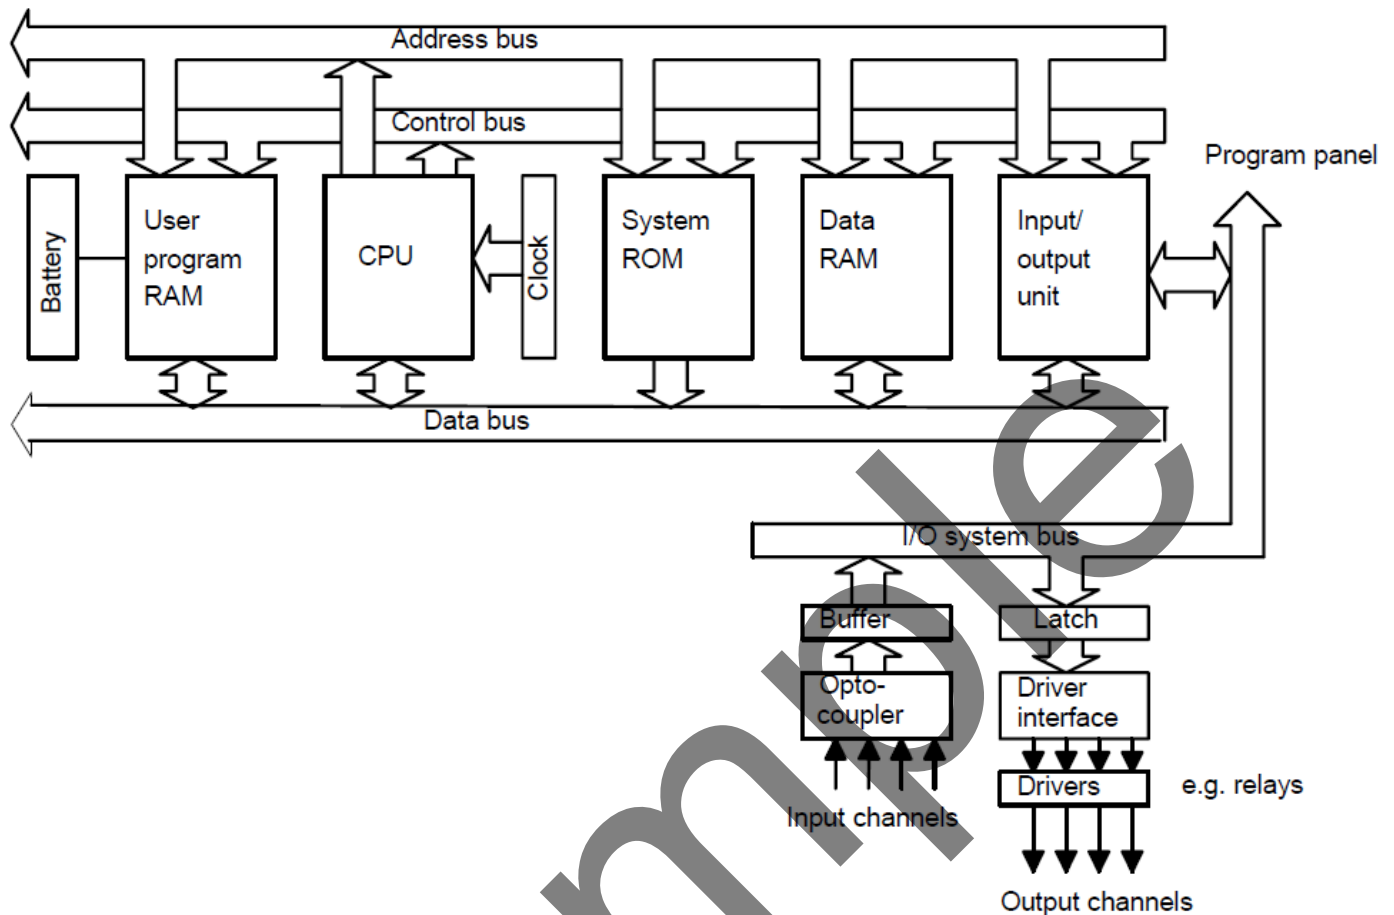 Address bus
Control bus
Program panel
Battery
User
program
RAM
CPU
Clock
System
ROM
Data
RAM
Input/
output
unit
Data bus
I/O system bus
Buffer
Latch
Opto-
coupler
Driver
interface
Drivers
e.g. relays
Input channels
Output channels
mple